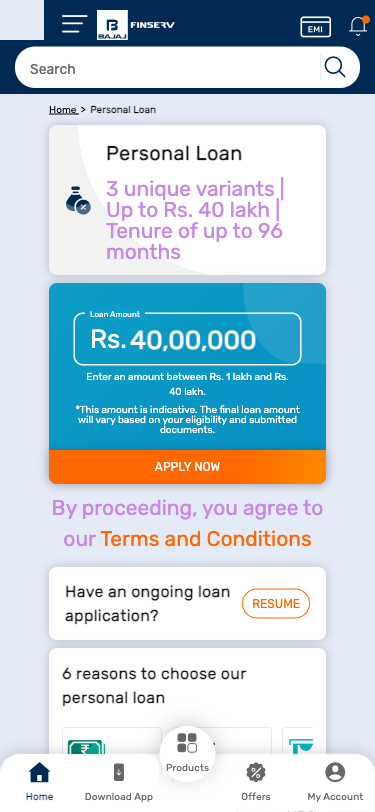 B
BAJAJ
FINSERV
EMI
Search
Home > Personal Loan
Personal Loan
3 unique variants |
Up to Rs. 40 lakh |
Tenure of up to 96
months
Loan Amount
Rs. 40,00,000
Enter an amount between Rs. 1 lakh and Rs.
40 lakh.
*This amount is indicative. The final loan amount
will vary based on your eligibility and submitted
documents.
APPLY NOW
By proceeding, you agree to
our Terms and Conditions
Have an ongoing loan
application?
RESUME
6 reasons to choose our
personal loan
₹
Products
Home
Download App
Offers
My Account